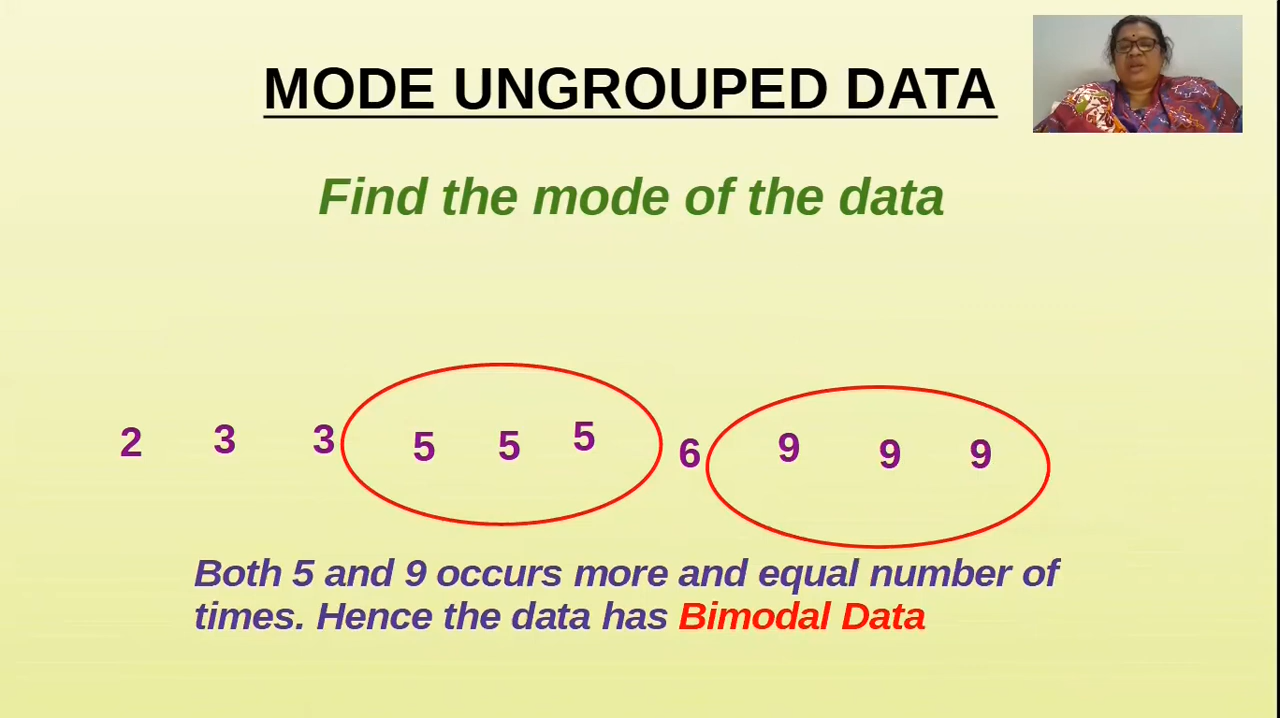 MODE UNGROUPED DATA
Find the mode of the data
2 3 3 5 5 5 6 9 9 9
Both 5 and 9 occurs more and equal number of
times. Hence the data has Bimodal Data